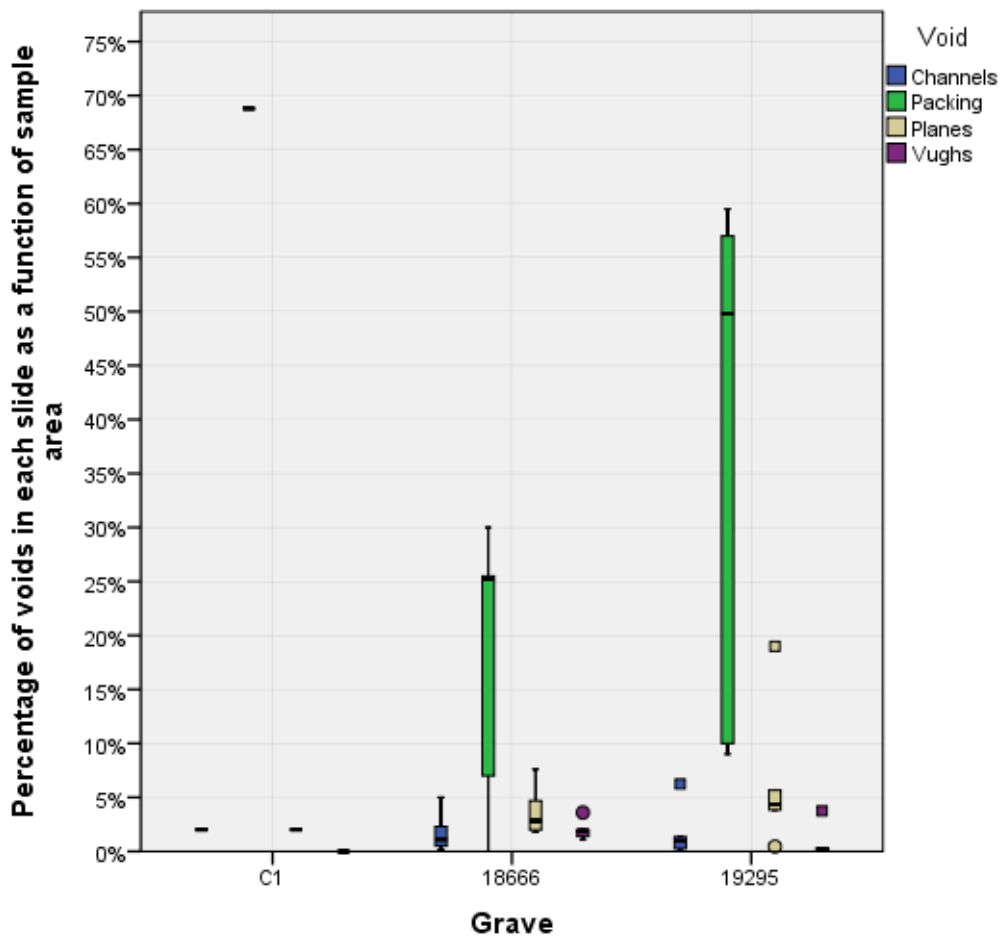 Percentage of voids in each slide as a function of sample
area
75%
70%
65%
60%
55%
50%
45%
40%
35%
30%
25%
20%
15%
10%
5%
0%
C1 18666 19295
Grave
Void
Channels
Packing
Planes
Vughs